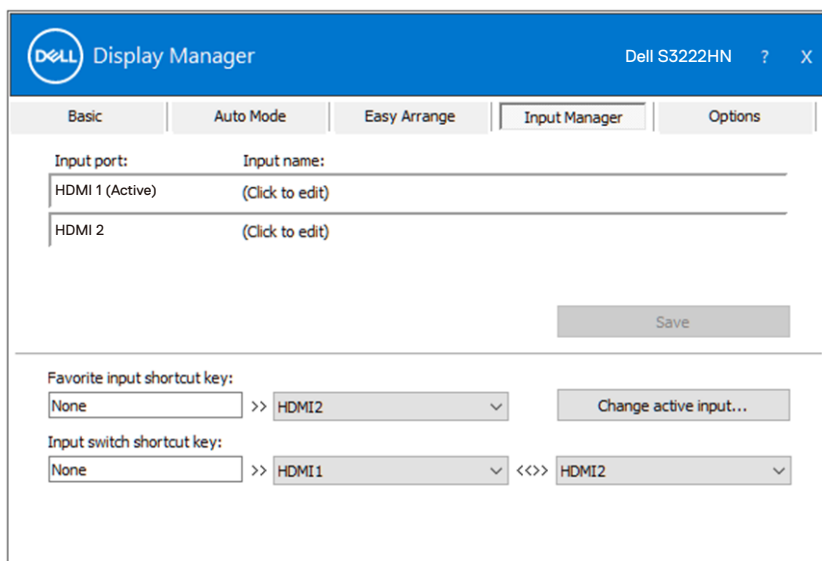 DELL Display Manager Dell S3222HN ? X
Basic Auto Mode Easy Arrange Input Manager Options
Input port: Input name:
HDMI 1 (Active) (Click to edit)
HDMI 2 (Click to edit)
Save
Favorite input shortcut key:
None >> HDMI2 Change active input...
Input switch shortcut key:
None >> HDMI1 <<>> HDMI2